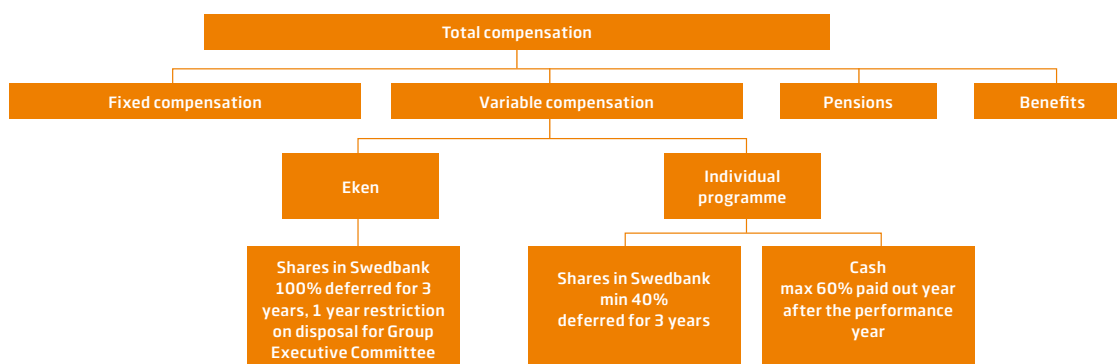 Total compensation
Fixed compensation
Variable compensation
Pensions
Benefits
Eken
Individual
programme
Shares in Swedbank
100% deferred for 3
years, 1 year restriction
on disposal for Group
Executive Committee
Shares in Swedbank
min 40%
deferred for 3 years
Cash
max 60% paid out year
after the performance
year